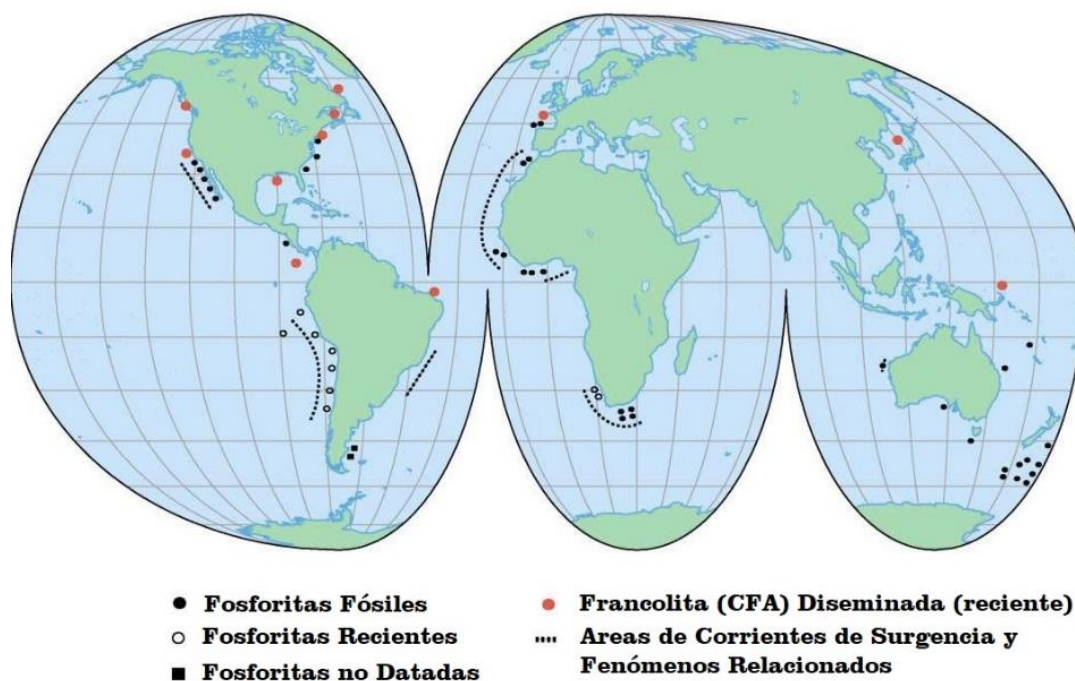 Fosforitas Fósiles
Fosforitas Recientes
Fosforitas no Datadas
Francolita (CFA) Diseminada (reciente)
Areas de Corrientes de Surgencia y
Fenómenos Relacionados